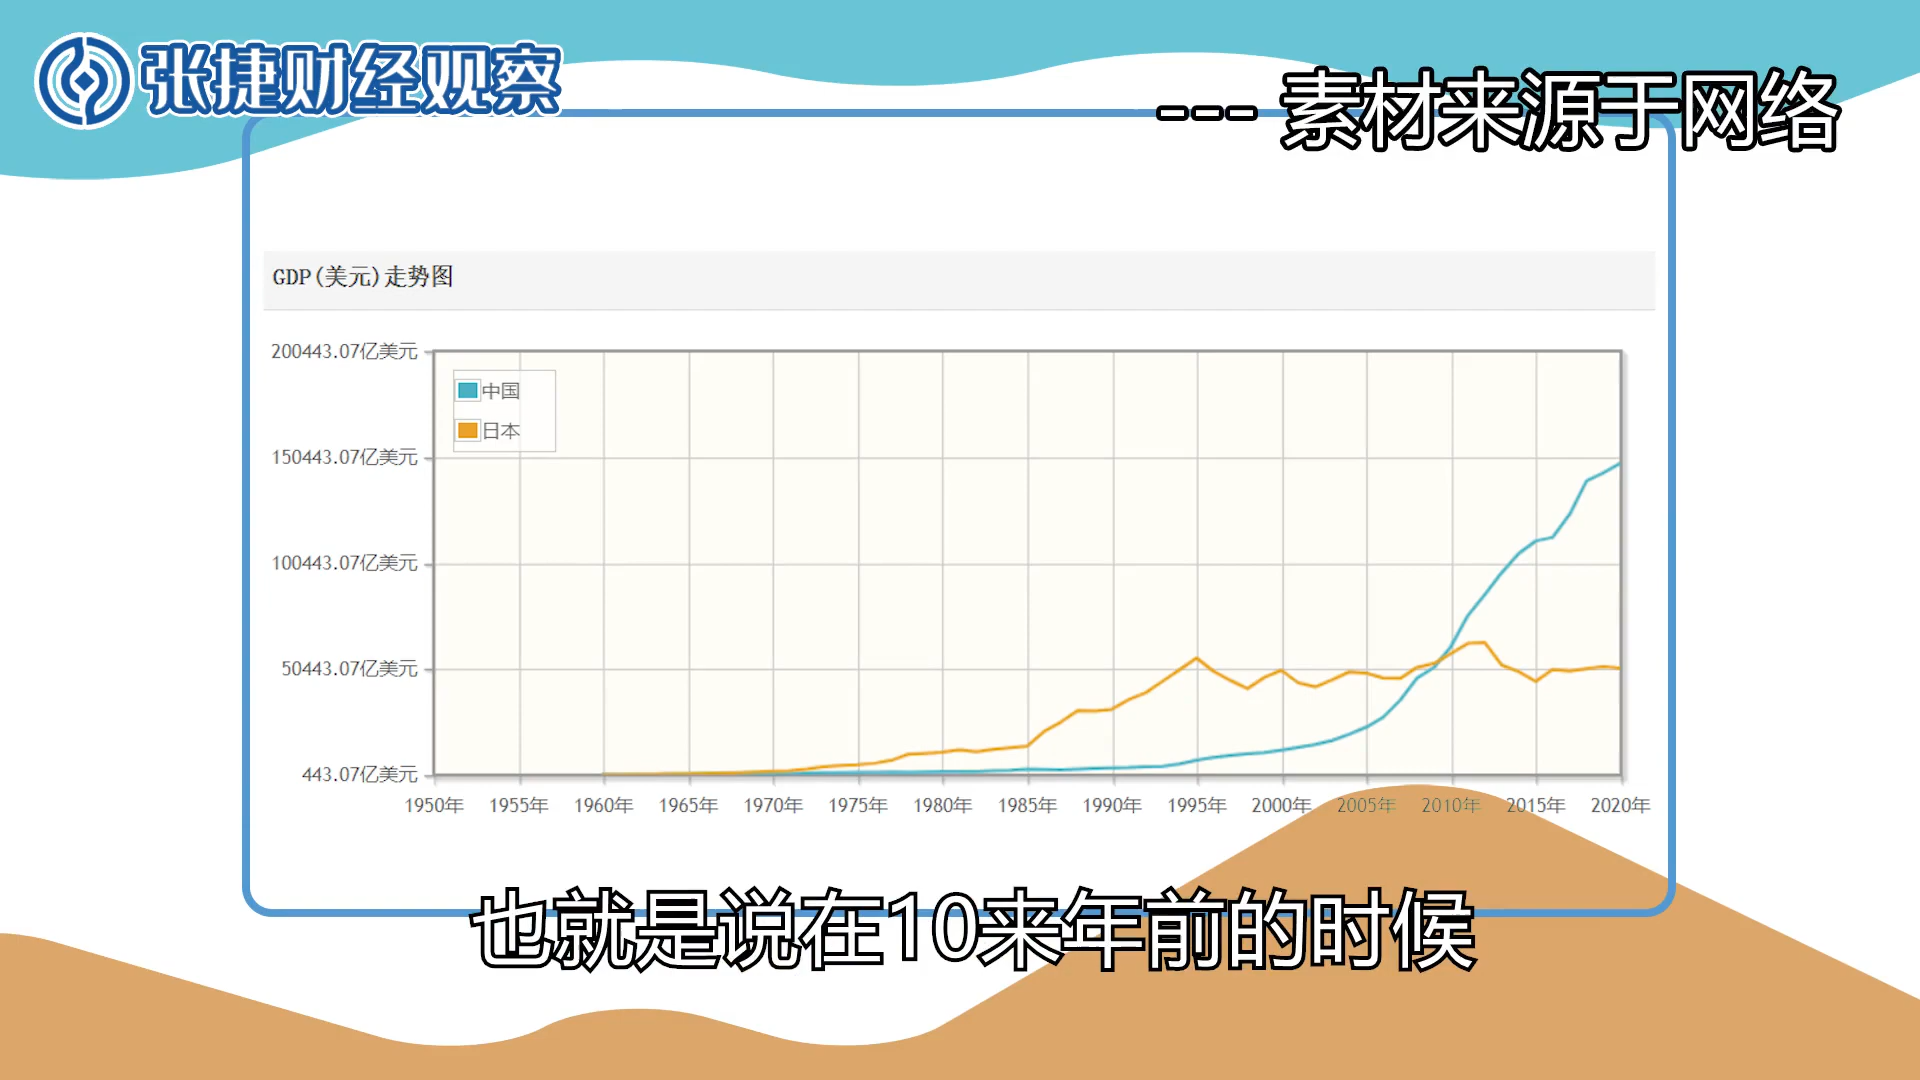 张捷财经观察
--- 素材来源于网络
GDP(美元)走势图
200443.07亿美元
150443.07亿美元
100443.07亿美元
50443.07亿美元
443.07亿美元
中国
日本
1950年 1955年 1960年 1965年 1970年 1975年 1980年 1985年 1990年 1995年 2000年 2005年 2010年 2015年 2020年
也就是说在10来年前的时候